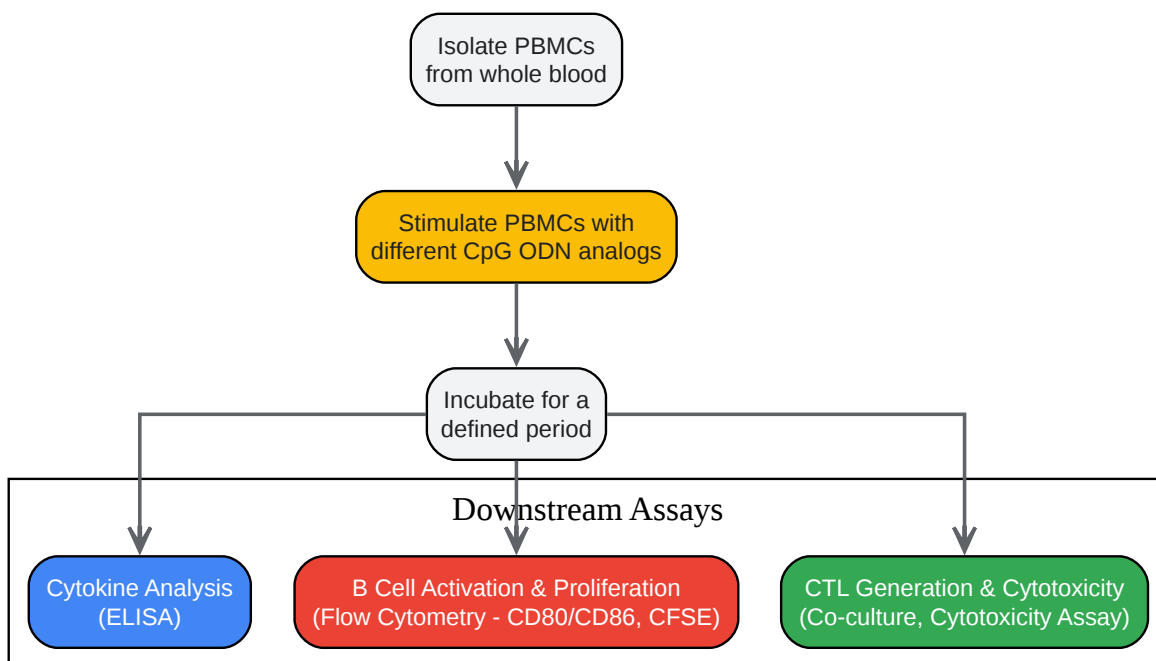 Isolate PBMCs
from whole blood
Stimulate PBMCs with
different CpG ODN analogs
Incubate for a
defined period
Downstream Assays
Cytokine Analysis
(ELISA)
B Cell Activation & Proliferation
(Flow Cytometry - CD80/CD86, CFSE)
CTL Generation & Cytotoxicity
(Co-culture, Cytotoxicity Assay)